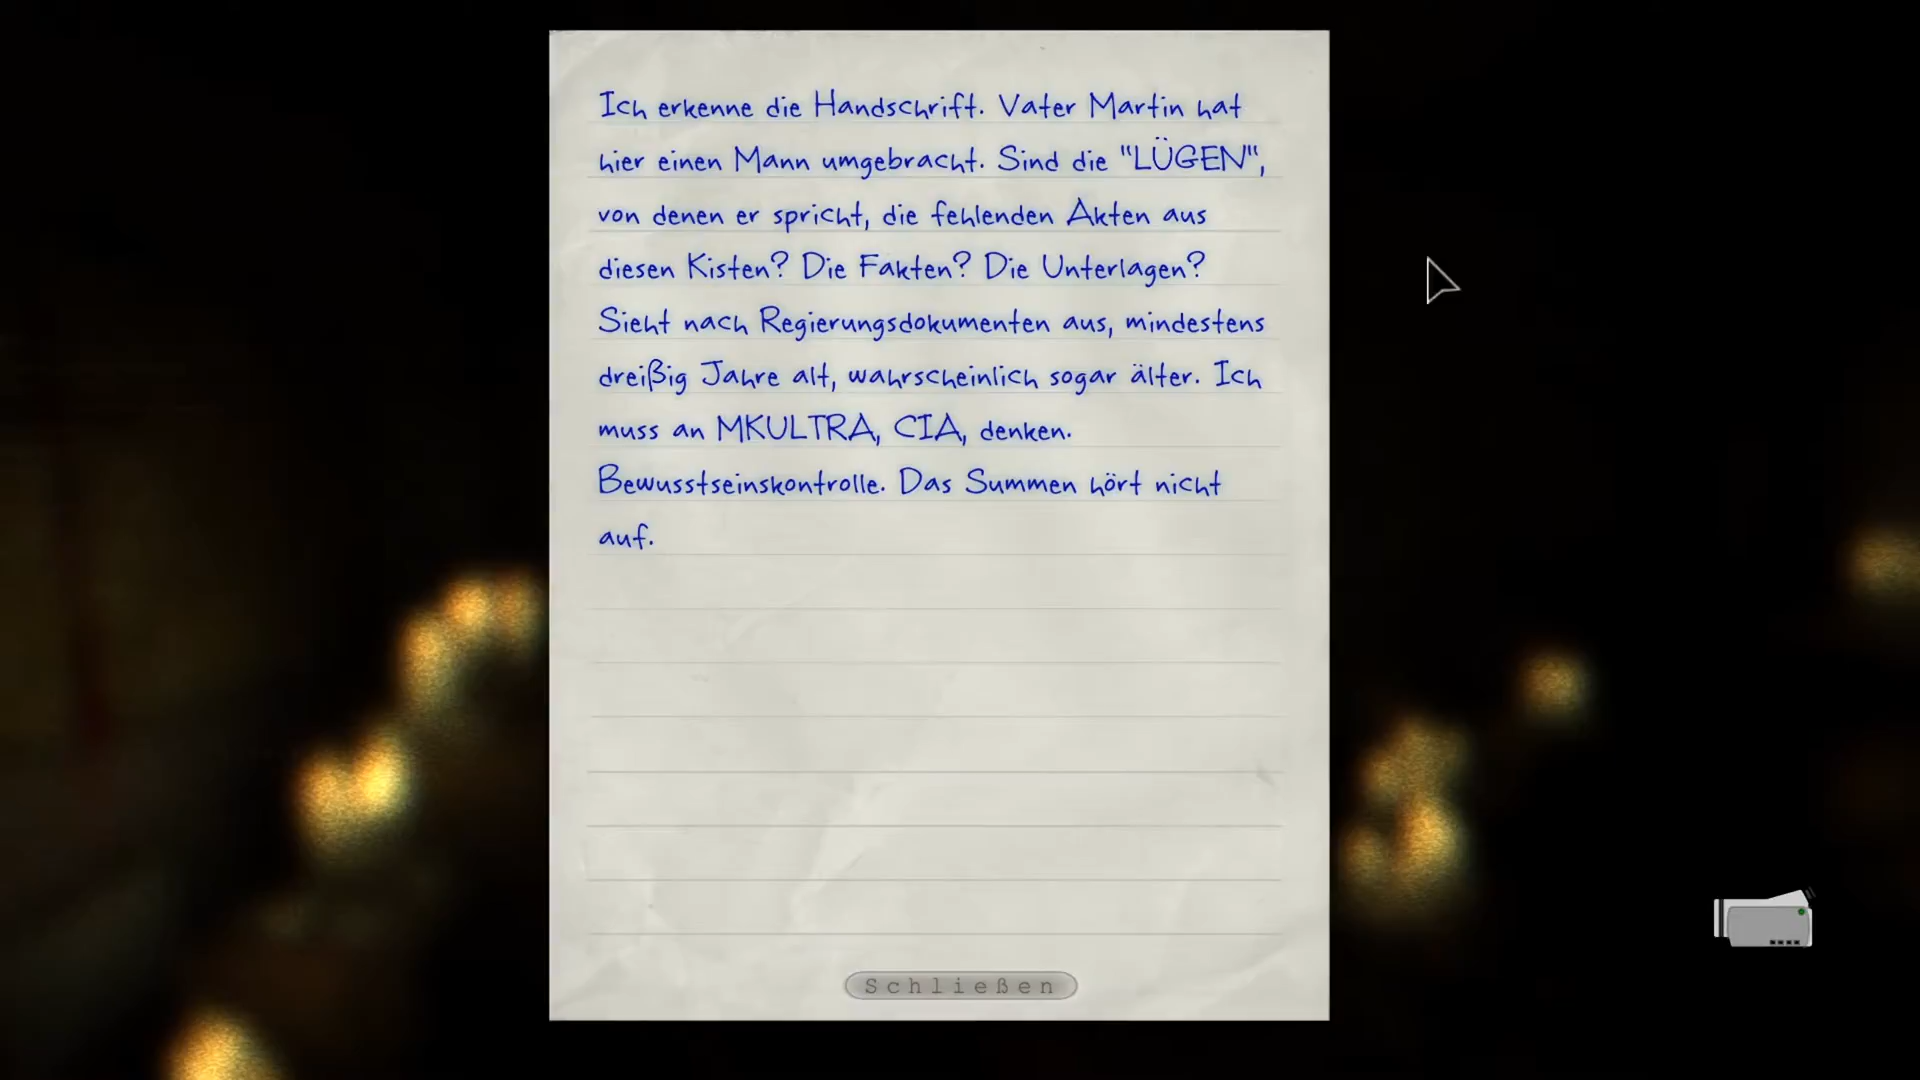 Ich erkenne die Handschrift. Vater Martin hat
hier einen Mann umgebracht. Sind die "LÜGEN",
von denen er spricht, die fehlenden Akten aus
diesen Kisten? Die Fakten? Die Unterlagen?
Sieht nach Regierungsdokumenten aus, mindestens
dreißig Jahre alt, wahrscheinlich sogar älter. Ich
muss an MKULTRA, CIA, denken.
Bewusstseinskontrolle. Das Summen hört nicht
auf.
Schließen